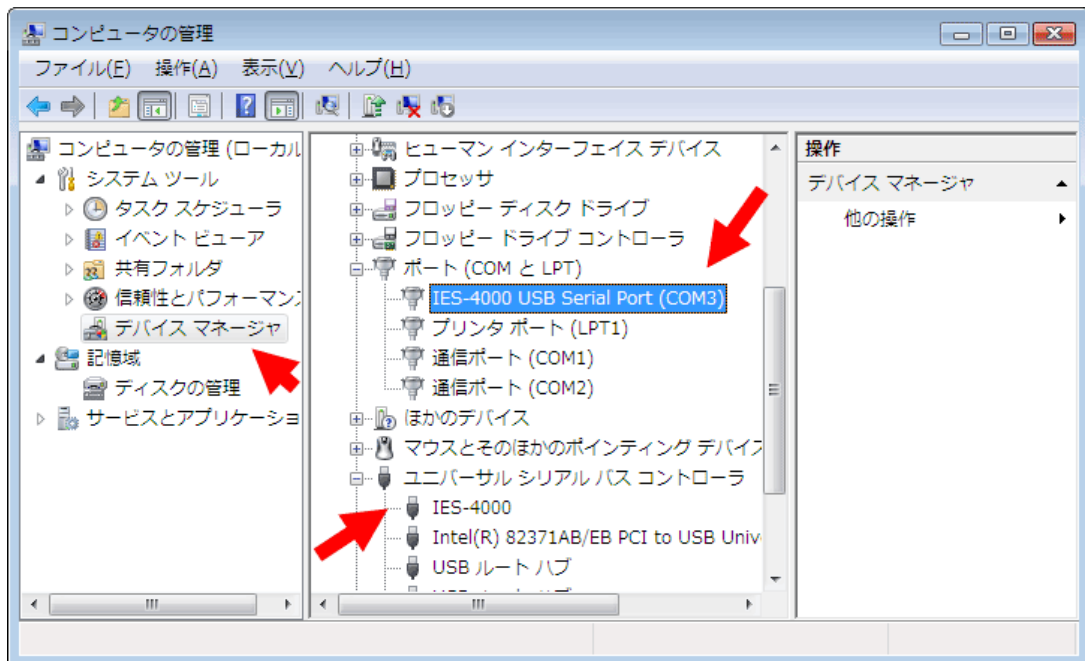 コンピュータの管理
ファイル(F) 操作(A) 表示(V) ヘルプ(H)
コンピュータの管理 (ローカル
システム ツール
タスク スケジューラ
イベント ビューア
共有フォルダ
信頼性とパフォーマンス
デバイス マネージャ
記憶域
ディスクの管理
サービスとアプリケーショ
ヒューマン インターフェイス デバイス
プロセッサ
フロッピー ディスク ドライブ
フロッピー ドライブ コントローラ
ポート (COM と LPT)
IES-4000 USB Serial Port (COM3)
プリンタ ポート (LPT1)
通信ポート (COM1)
通信ポート (COM2)
ほかのデバイス
マウスとそのほかのポインティング デバイス
ユニバーサル シリアル バス コントローラ
IES-4000
Intel(R) 82371AB/EB PCI to USB Univ
USB ルート ハブ
操作
デバイス マネージャ
他の操作